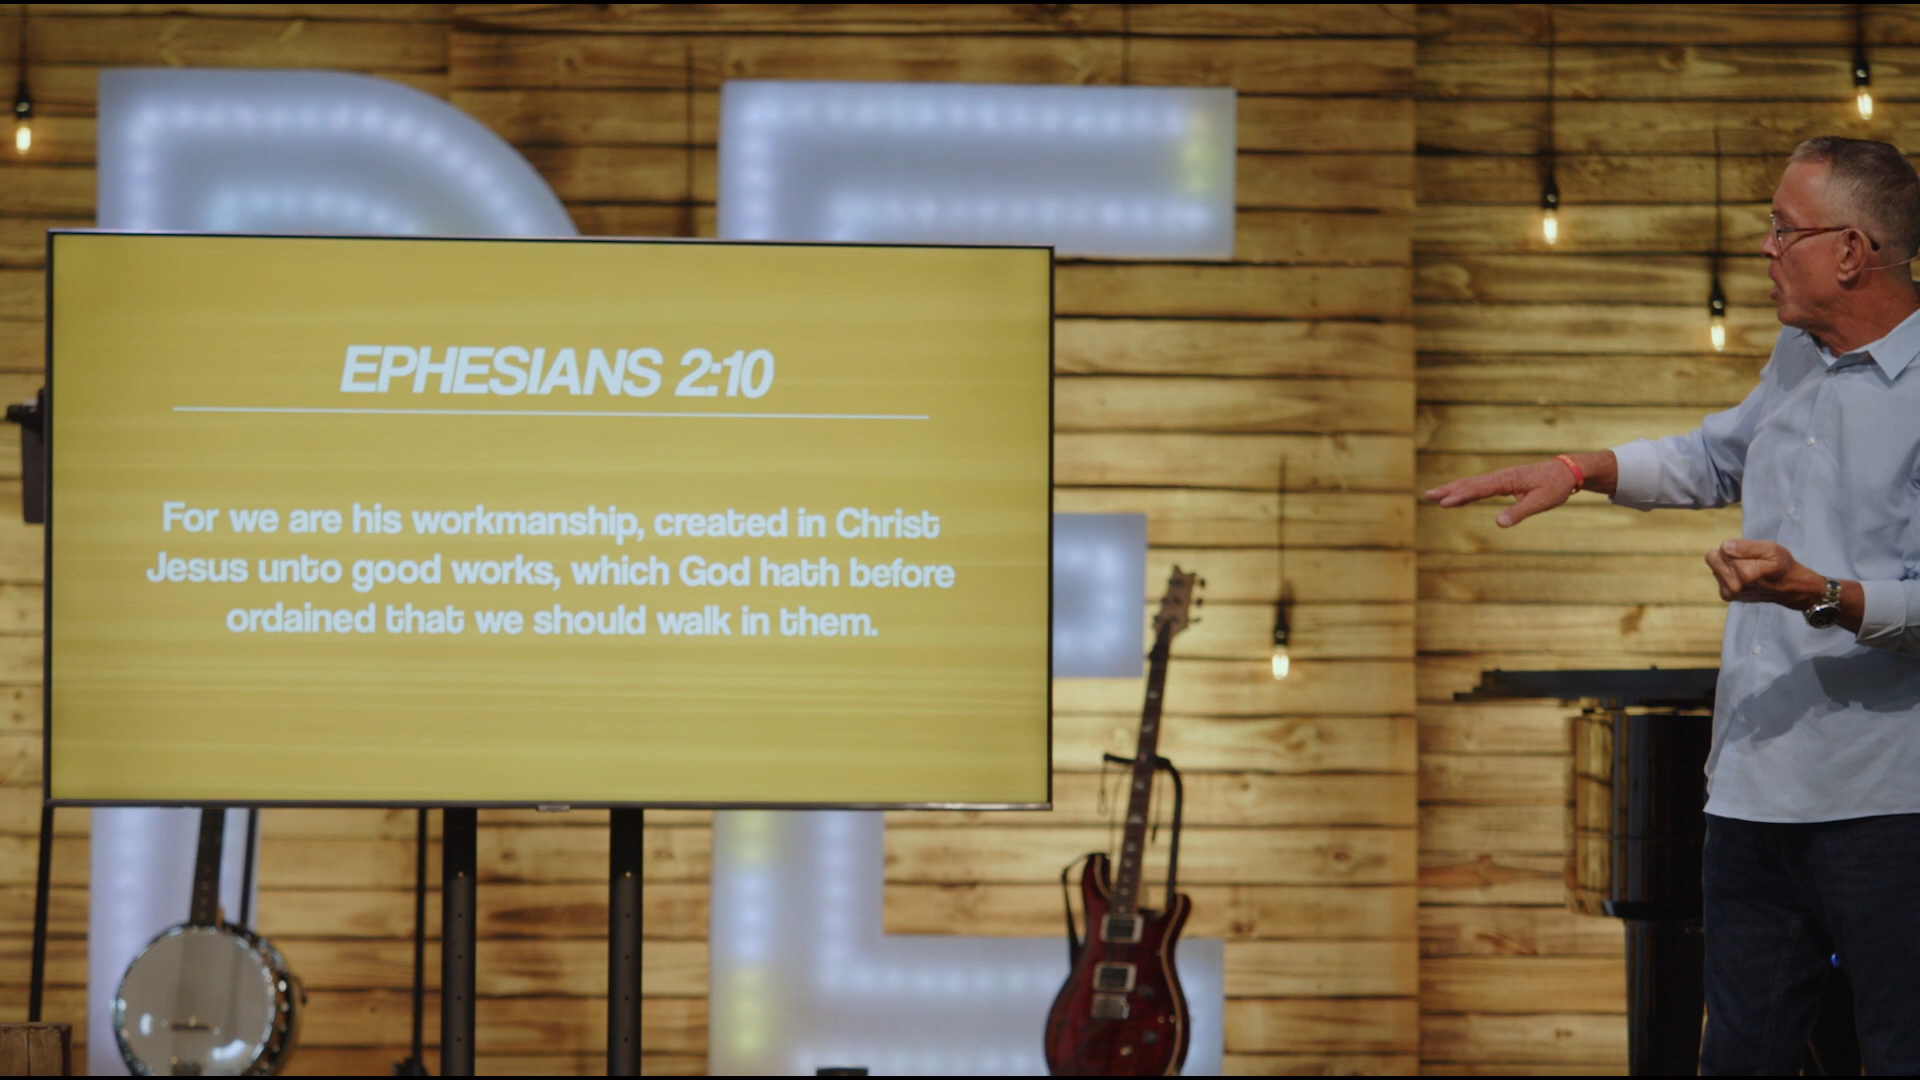 EPHESIANS 2:10
For we are his workmanship, created in Christ
Jesus unto good works, which God hath before
ordained that we should walk in them.